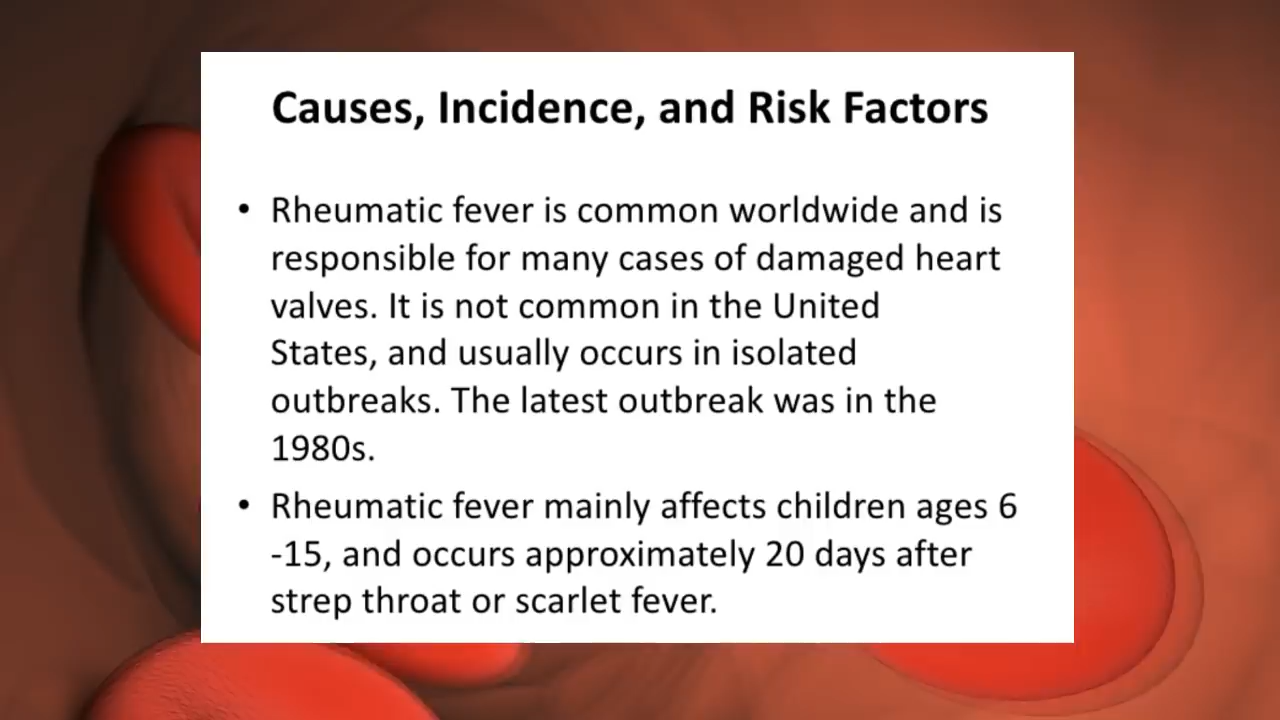 Causes, Incidence, and Risk Factors
• Rheumatic fever is common worldwide and is
responsible for many cases of damaged heart
valves. It is not common in the United
States, and usually occurs in isolated
outbreaks. The latest outbreak was in the
1980s.
• Rheumatic fever mainly affects children ages 6
-15, and occurs approximately 20 days after
strep throat or scarlet fever.